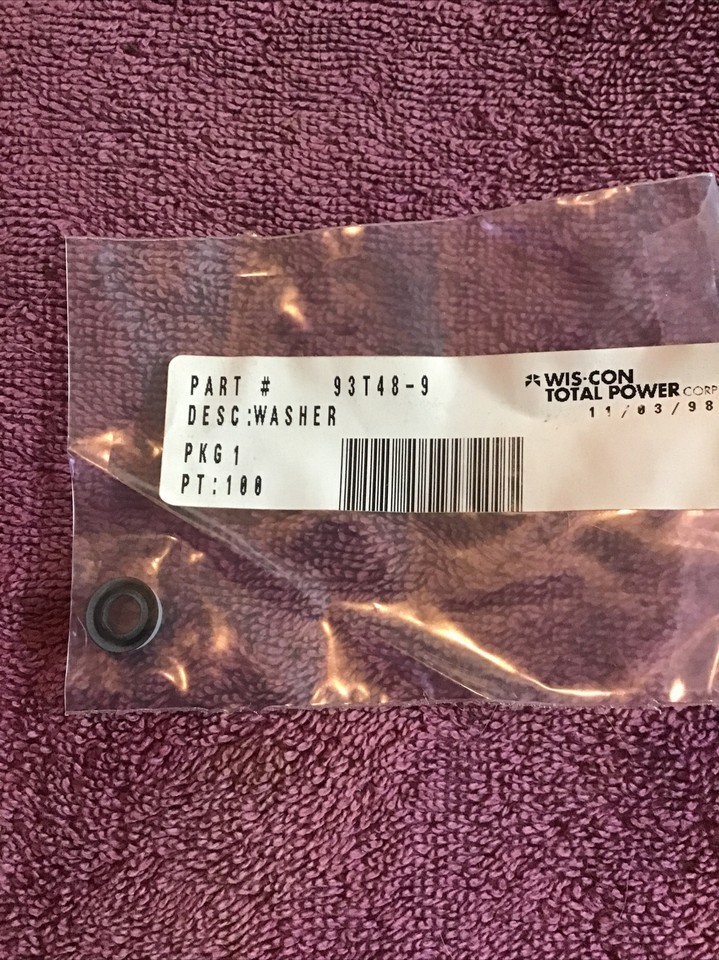 PART # 93T48-9
DESC:WASHER
PKG 1
PT:100
WIS-CON
TOTAL POWER CORP
11/03/98